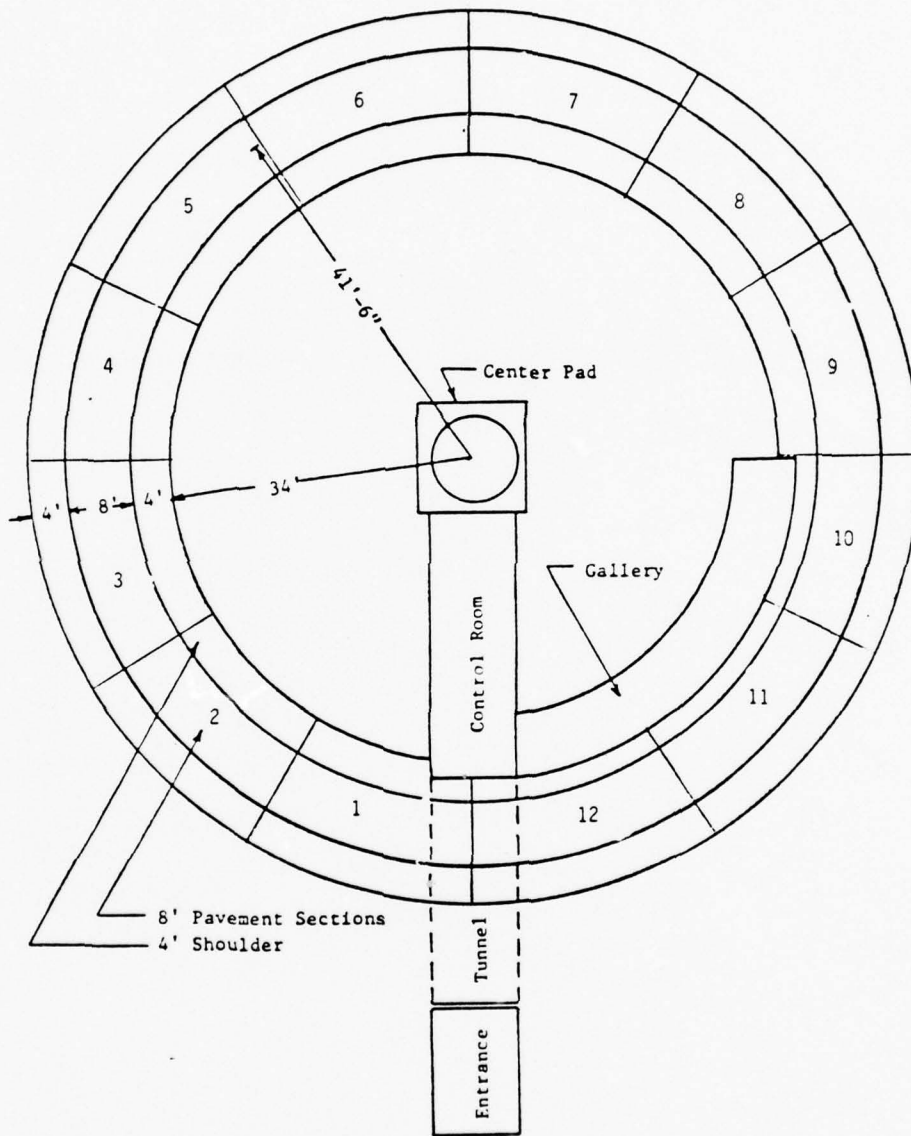 6
7
5
8
41'-6"
4
Center Pad
9
34'
4'
8'
4'
10
3
Gallery
Control Room
2
11
1
12
8' Pavement Sections
4' Shoulder
Tunnel
Entrance